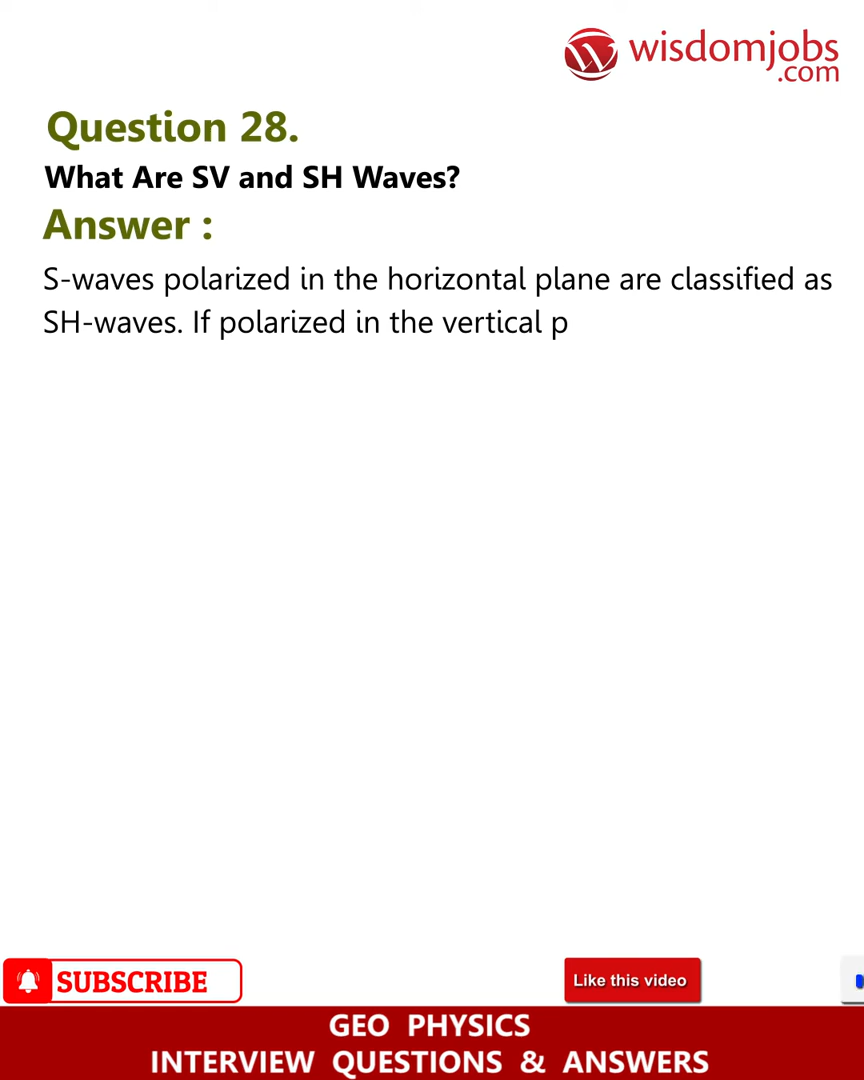 wisdomjobs
.com
Question 28.
What Are SV and SH Waves?
Answer :
S-waves polarized in the horizontal plane are classified as
SH-waves. If polarized in the vertical p
SUBSCRIBE
Like this video
GEO PHYSICS
INTERVIEW QUESTIONS & ANSWERS